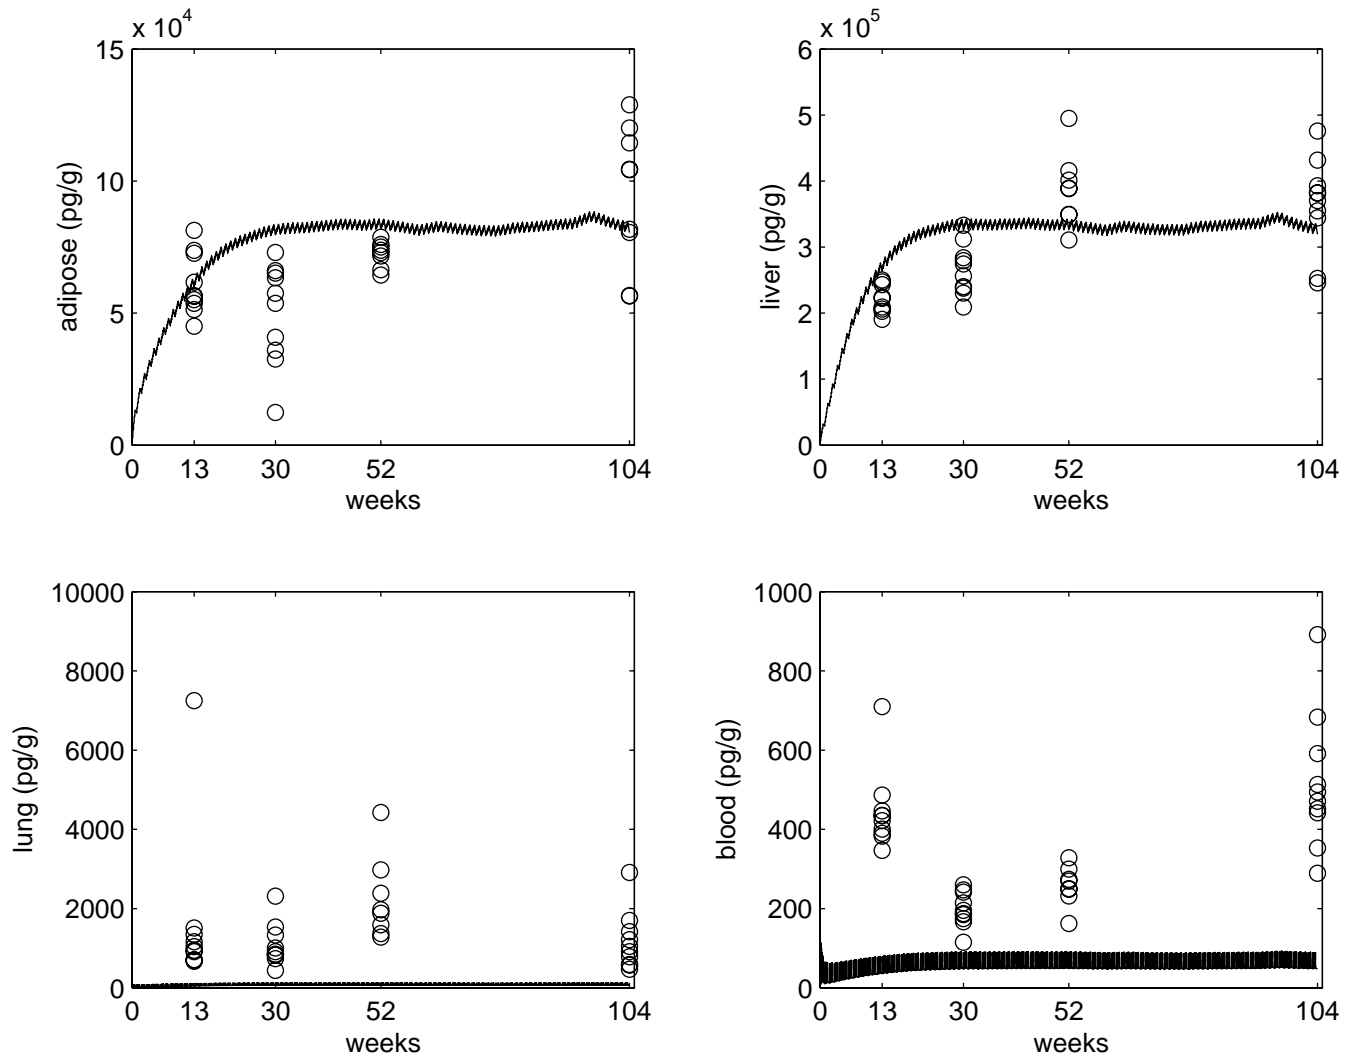 x 10^4
15
10
5
0
adipose (pg/g)
0 13 30 52 104
weeks
x 10^5
6
5
4
3
2
1
0
liver (pg/g)
0 13 30 52 104
weeks
10000
8000
6000
4000
2000
0
lung (pg/g)
0 13 30 52 104
weeks
1000
800
600
400
200
0
blood (pg/g)
0 13 30 52 104
weeks